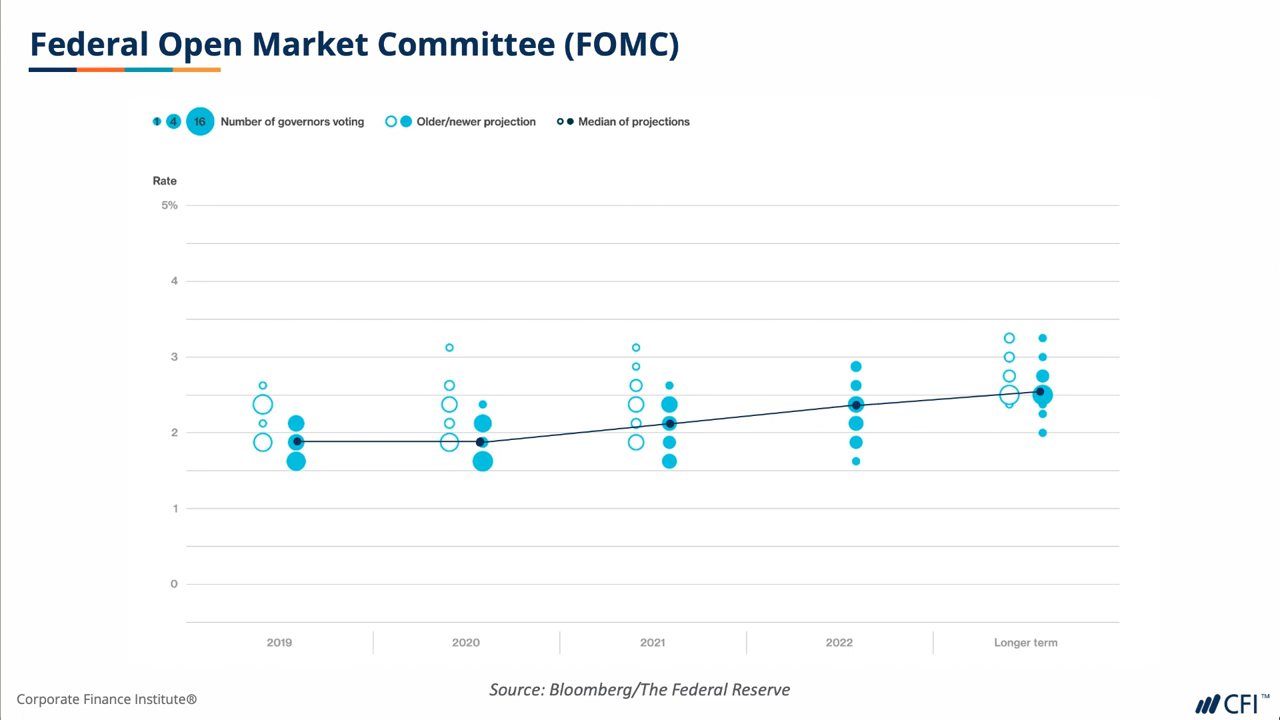 Federal Open Market Committee (FOMC)
1 4 16 Number of governors voting Older/newer projection Median of projections
Rate
5%
4
3
2
1
0
2019 2020 2021 2022 Longer term
Source: Bloomberg/The Federal Reserve
Corporate Finance Institute®
CFI™